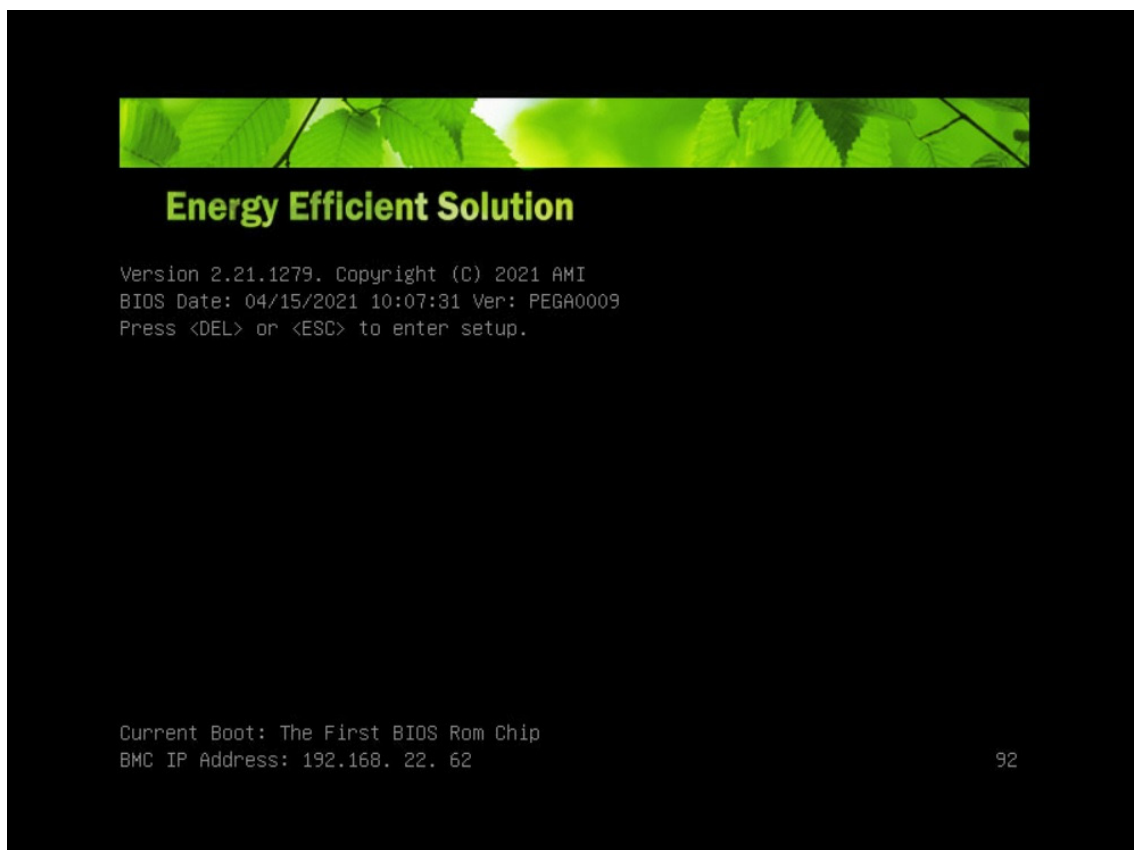 Energy Efficient Solution
Version 2.21.1279. Copyright (C) 2021 AMI
BIOS Date: 04/15/2021 10:07:31 Ver: PEGA0009
Press <DEL> or <ESC> to enter setup.
Current Boot: The First BIOS Rom Chip
BMC IP Address: 192.168. 22. 62
92